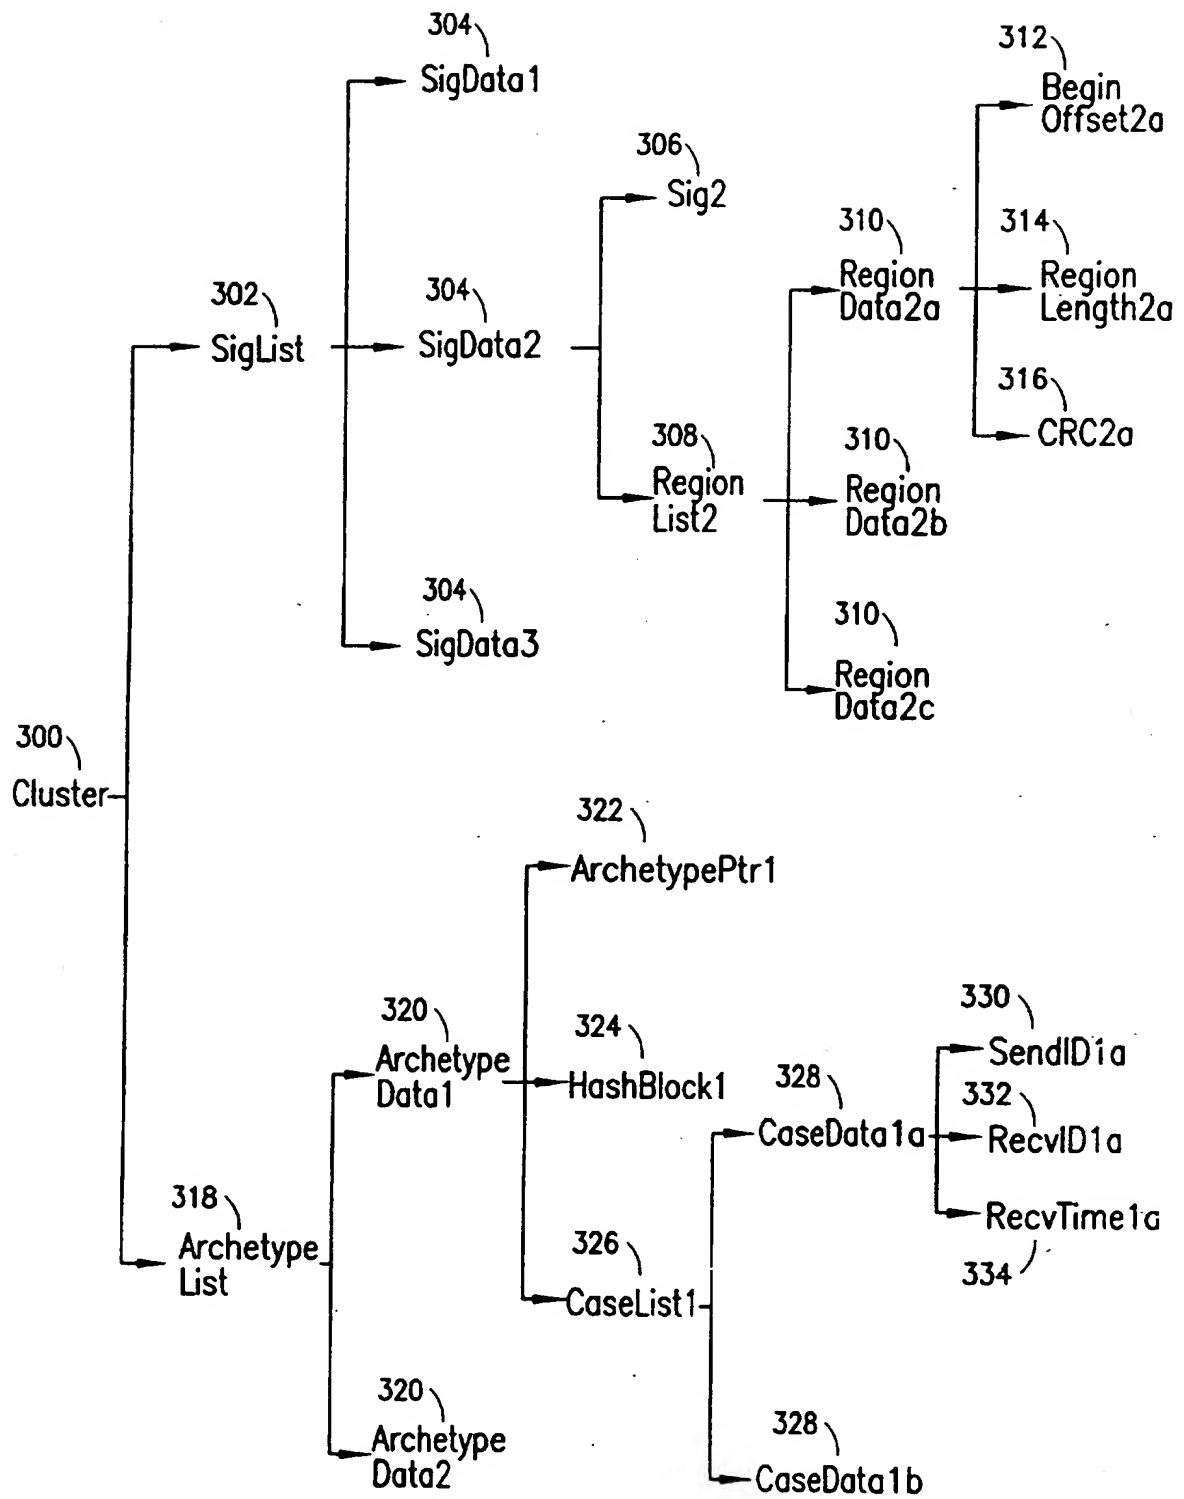 304
SigData1
312
Begin
Offset2a
306
Sig2
310
Region
Data2a
314
Region
Length2a
302
SigList
304
SigData2
316
CRC2a
308
Region
List2
310
Region
Data2b
304
SigData3
310
Region
Data2c
300
Cluster
322
ArchetypePtr1
320
Archetype
Data1
324
HashBlock1
330
SendID1a
328
CaseData1a
332
RecvID1a
318
Archetype
List
326
CaseList1
RecvTime1a
334
320
Archetype
Data2
328
CaseData1b